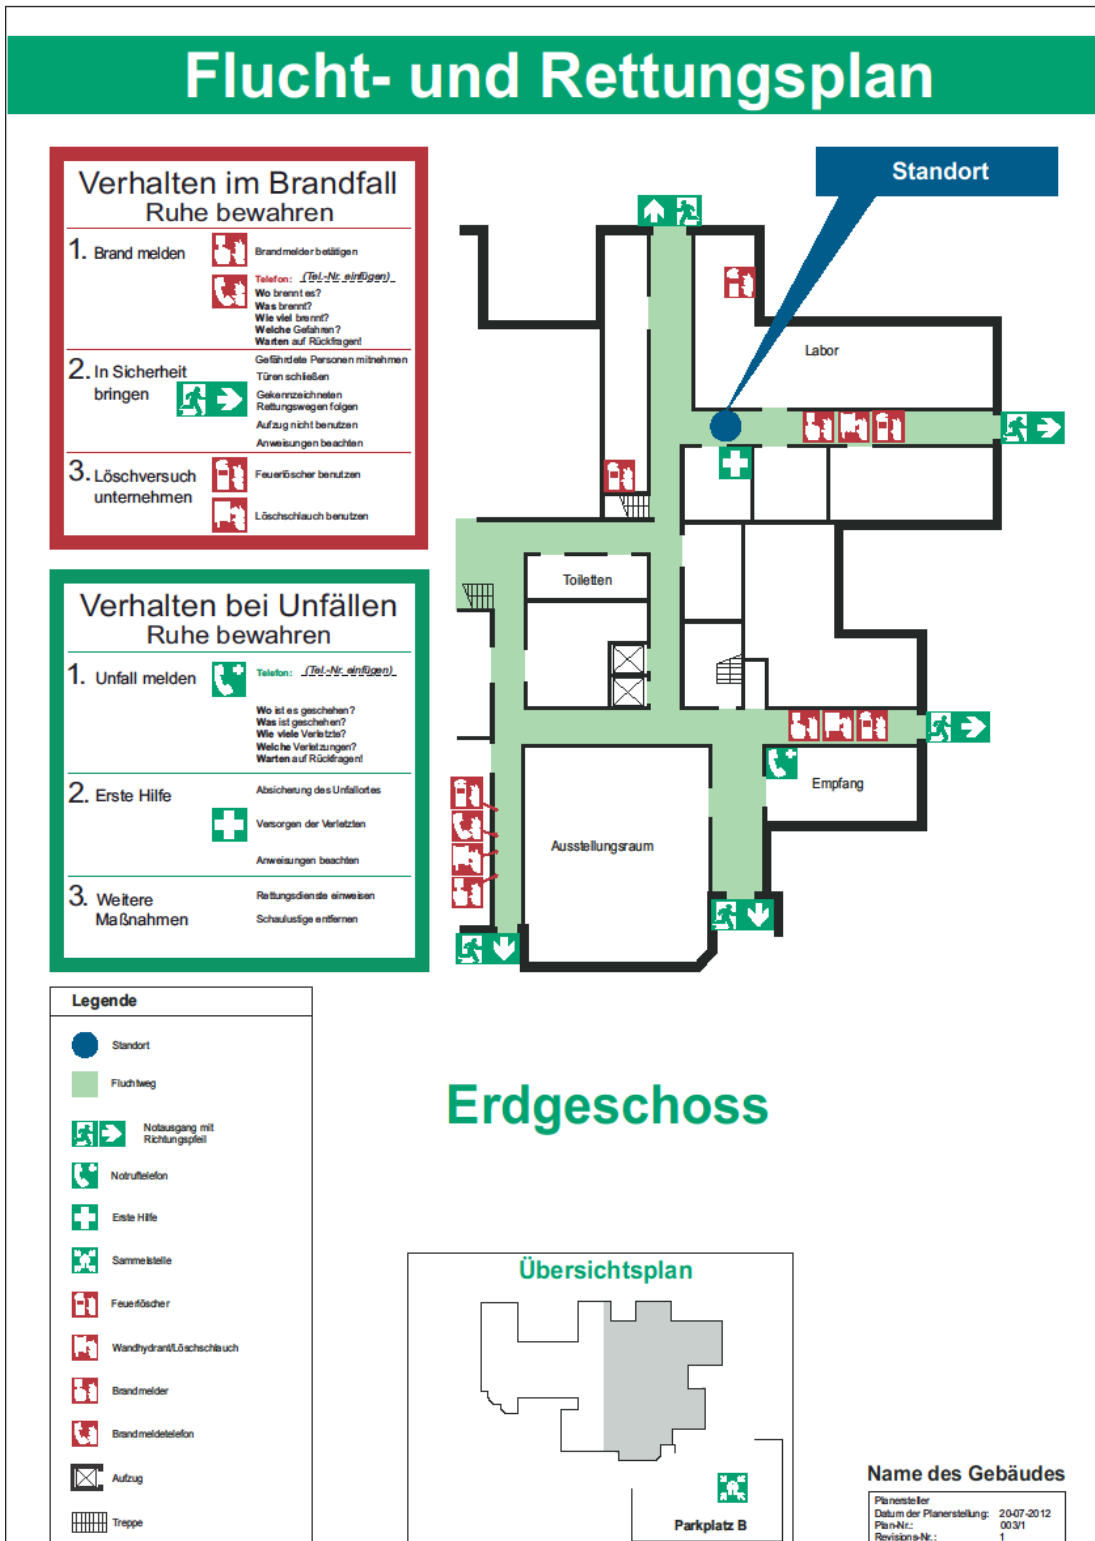 Flucht- und Rettungsplan
Verhalten im Brandfall
Ruhe bewahren
1. Brand melden
Brandmelder betätigen
Telefon: (Tel.-Nr. einfügen)
Wo brennt es?
Was brennt?
Wie viel brennt?
Welche Gefahren?
Warten auf Rückfragen!
2. In Sicherheit
bringen
Gefährdete Personen mitnehmen
Türen schließen
Gekennzeichneten
Rettungswegen folgen
Aufzug nicht benutzen
Anweisungen beachten
3. Löschversuch
unternehmen
Feuerlöscher benutzen
Löschschlauch benutzen
Verhalten bei Unfällen
Ruhe bewahren
1. Unfall melden
Telefon: (Tel.-Nr. einfügen)
Wo ist es geschehen?
Was ist geschehen?
Wie viele Verletzte?
Welche Verletzungen?
Warten auf Rückfragen!
2. Erste Hilfe
Absicherung des Unfallortes
Versorgen der Verletzten
Anweisungen beachten
3. Weitere
Maßnahmen
Rettungsdienste einweisen
Schaulustige entfernen
Standort
Labor
Toiletten
Empfang
Ausstellungsraum
Legende
Standort
Fluchtweg
Notausgang mit
Richtungspfeil
Notruftelefon
Erste Hilfe
Sammelstelle
Feuerlöscher
Wandhydrant/Löschschlauch
Brandmelder
Brandmeldetelefon
Aufzug
Treppe
Erdgeschoss
Übersichtsplan
Parkplatz B
Name des Gebäudes
Planersteller
Datum der Planerstellung: 20-07-2012
Plan-Nr.: 003/1
Revisions-Nr.: 1